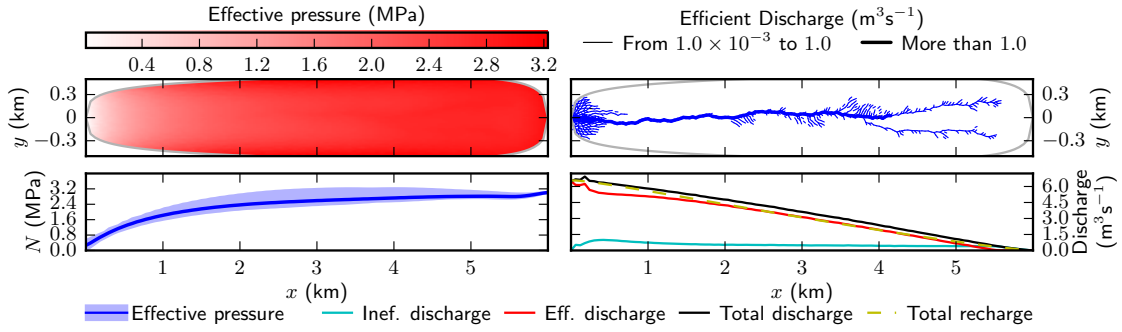 Effective pressure (MPa)
0.4 0.8 1.2 1.6 2.0 2.4 2.8 3.2
Efficient Discharge (m³s⁻¹)
From 1.0 × 10⁻³ to 1.0 More than 1.0
y (km)
0.3
0
−0.3
0.3
0
−0.3
y (km)
N (MPa)
3.2
2.4
1.6
0.8
0.0
1 2 3 4 5
x (km)
6.0
4.5
3.0
1.5
0.0
Discharge
(m³s⁻¹)
1 2 3 4 5
x (km)
Effective pressure Inef. discharge Eff. discharge Total discharge Total recharge